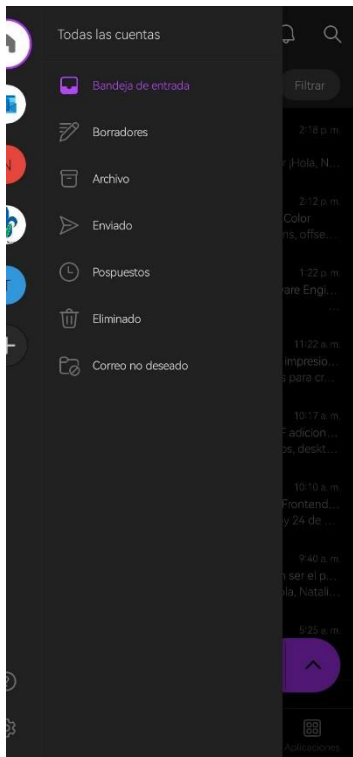 Todas las cuentas
Bandeja de entrada
Filtrar
Borradores
2:18 p. m.
¡Hola, N...
Archivo
2:12 p. m.
Enviado
Color
ns, offse...
Pospuestos
1:22 p. m.
vare Engi...
...
Eliminado
11:22 a. m.
impresio...
Correo no deseado
s para cr...
N
T
10:17 a. m.
F adicion...
os, deskt...
10:10 a. m.
Frontend...
y 24 de ...
9:40 a. m.
n ser el p...
ola, Natali...
5:25 a. m.
Aplicaciones